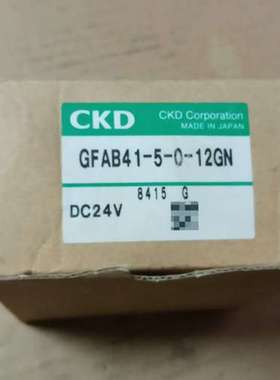 CKD
CKD Corporation
MADE IN JAPAN
GFAB41-5-0-12GN
8415 G
DC24V